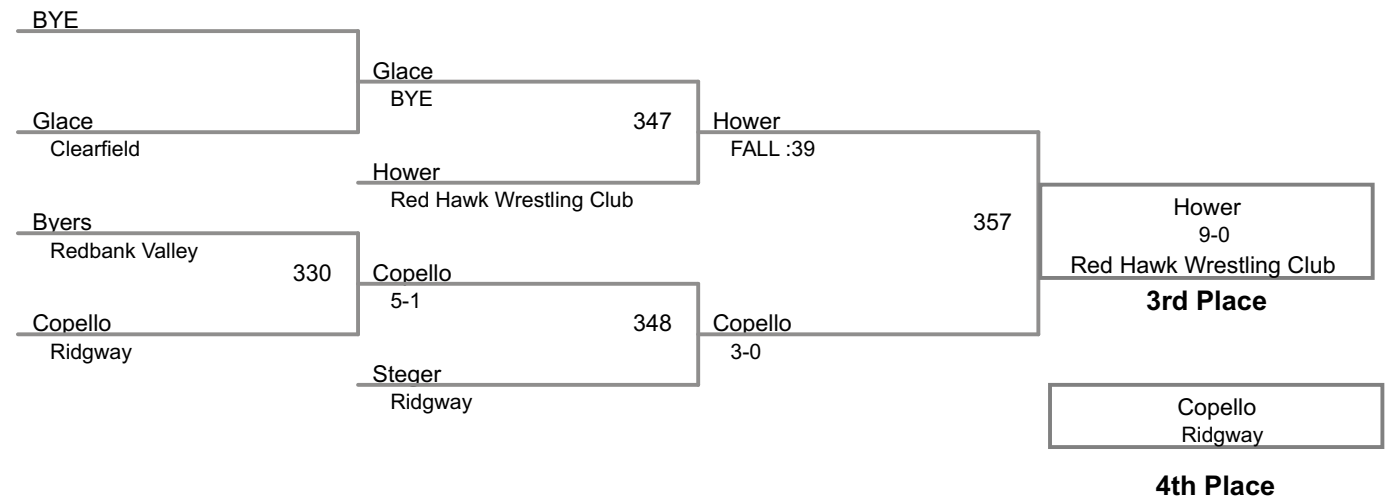 BYE
Glace
BYE
Glace
Clearfield
347
Hower
FALL :39
Hower
Red Hawk Wrestling Club
Byers
Redbank Valley
330
Copello
5-1
Copello
Ridgway
348
Copello
3-0
Steger
Ridgway
357
Hower
9-0
Red Hawk Wrestling Club
3rd Place
Copello
Ridgway
4th Place